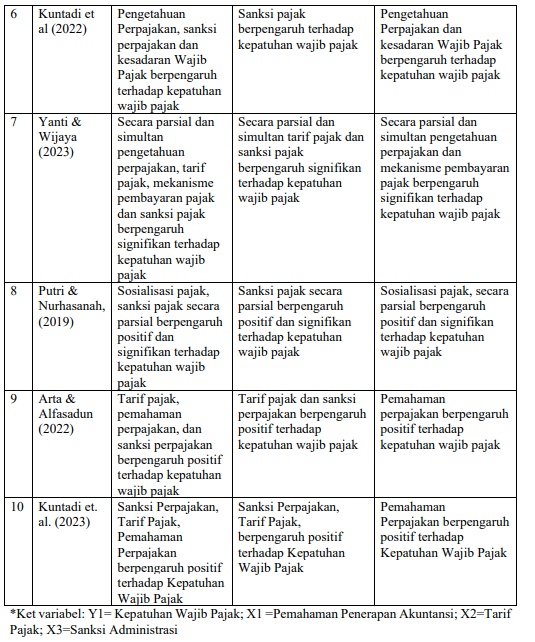 6
Kuntadi et
al (2022)
Pengetahuan
Perpajakan, sanksi
perpajakan dan
kesadaran Wajib
Pajak berpengaruh
terhadap kepatuhan
wajib pajak
Sanksi pajak
berpengaruh terhadap
kepatuhan wajib pajak
Pengetahuan
Perpajakan dan
kesadaran Wajib Pajak
berpengaruh terhadap
kepatuhan wajib pajak
7
Yanti &
Wijaya
(2023)
Secara parsial dan
simultan
pengetahuan
perpajakan, tarif
pajak, mekanisme
pembayaran pajak
dan sanksi pajak
berpengaruh
signifikan terhadap
kepatuhan wajib
pajak
Secara parsial dan
simultan tarif pajak dan
sanksi pajak
berpengaruh signifikan
terhadap kepatuhan
wajib pajak
Secara parsial dan
simultan pengetahuan
perpajakan dan
mekanisme pembayaran
pajak berpengaruh
signifikan terhadap
kepatuhan wajib pajak
8
Putri &
Nurhasanah,
(2019)
Sosialisasi pajak,
sanksi pajak secara
parsial berpengaruh
positif dan
signifikan terhadap
kepatuhan wajib
pajak
Sanksi pajak secara
parsial berpengaruh
positif dan signifikan
terhadap kepatuhan
wajib pajak
Sosialisasi pajak, secara
parsial berpengaruh
positif dan signifikan
terhadap kepatuhan
wajib pajak
9
Arta &
Alfasadun
(2022)
Tarif pajak,
pemahaman
perpajakan, dan
sanksi perpajakan
berpengaruh positif
terhadap kepatuhan
wajib pajak
Tarif pajak dan sanksi
perpajakan berpengaruh
positif terhadap
kepatuhan wajib pajak
Pemahaman
perpajakan berpengaruh
positif terhadap
kepatuhan wajib pajak
10
Kuntadi et.
al. (2023)
Sanksi Perpajakan,
Tarif Pajak,
Pemahaman
Perpajakan
berpengaruh positif
terhadap Kepatuhan
Wajib Pajak
Sanksi Perpajakan,
Tarif Pajak,
berpengaruh positif
terhadap Kepatuhan
Wajib Pajak
Pemahaman
Perpajakan berpengaruh
positif terhadap
Kepatuhan Wajib Pajak
*Ket variabel: Y1= Kepatuhan Wajib Pajak; X1 =Pemahaman Penerapan Akuntansi; X2=Tarif
Pajak; X3=Sanksi Administrasi